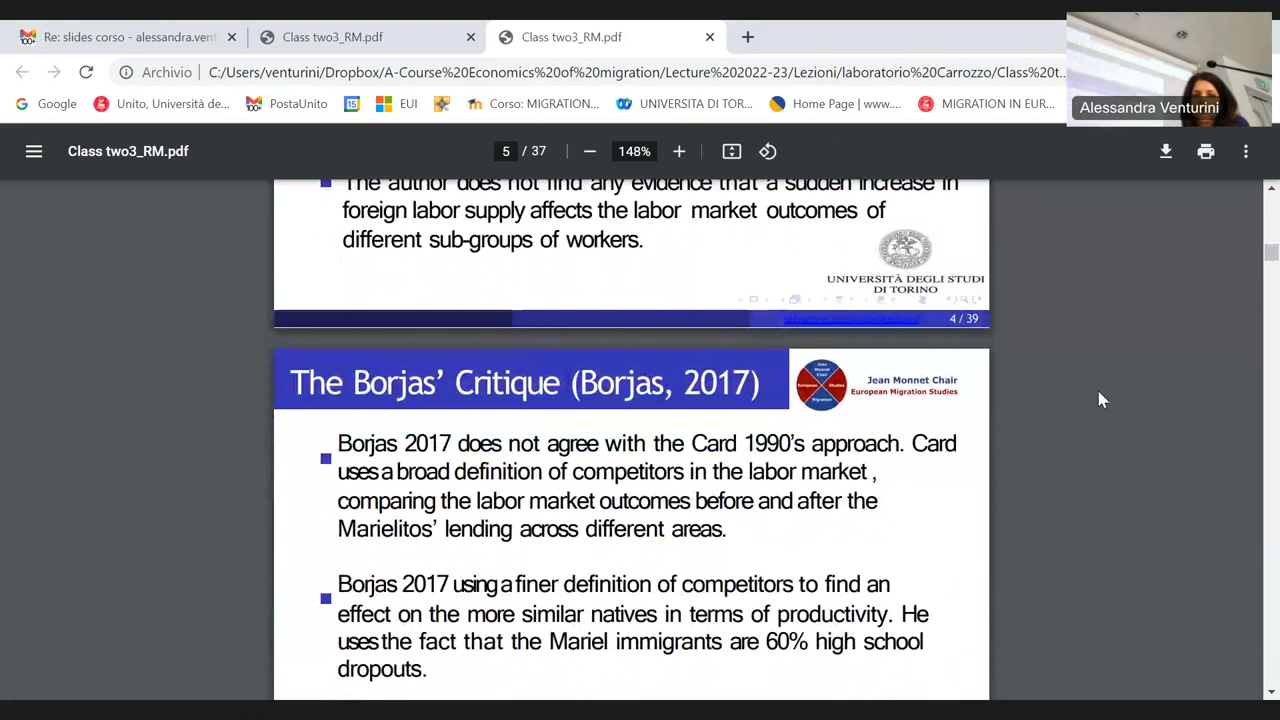 Re: slides corso - alessandra.vent
Class two3_RM.pdf
Class two3_RM.pdf
Archivio
C:/Users/venturini/Dropbox/A-Course%20Economics%20of%20migration/Lecture%202022-23/Lezioni/laboratorio%20Carrozzo/Class%20t...
Google
Unito, Università de...
PostaUnito
EUI
Corso: MIGRATION...
UNIVERSITA DI TOR...
Home Page | www....
MIGRATION IN EUR...
Alessandra Venturini
Class two3_RM.pdf
5 / 37
148%
The author does not find any evidence that a sudden increase in
foreign labor supply affects the labor market outcomes of
different sub-groups of workers.
UNIVERSITÀ DEGLI STUDI
DI TORINO
4 / 39
The Borjas' Critique (Borjas, 2017)
Jean Monnet Chair
European Migration Studies
Borjas 2017 does not agree with the Card 1990's approach. Card
uses a broad definition of competitors in the labor market ,
comparing the labor market outcomes before and after the
Marielitos' lending across different areas.
Borjas 2017 using a finer definition of competitors to find an
effect on the more similar natives in terms of productivity. He
uses the fact that the Mariel immigrants are 60% high school
dropouts.